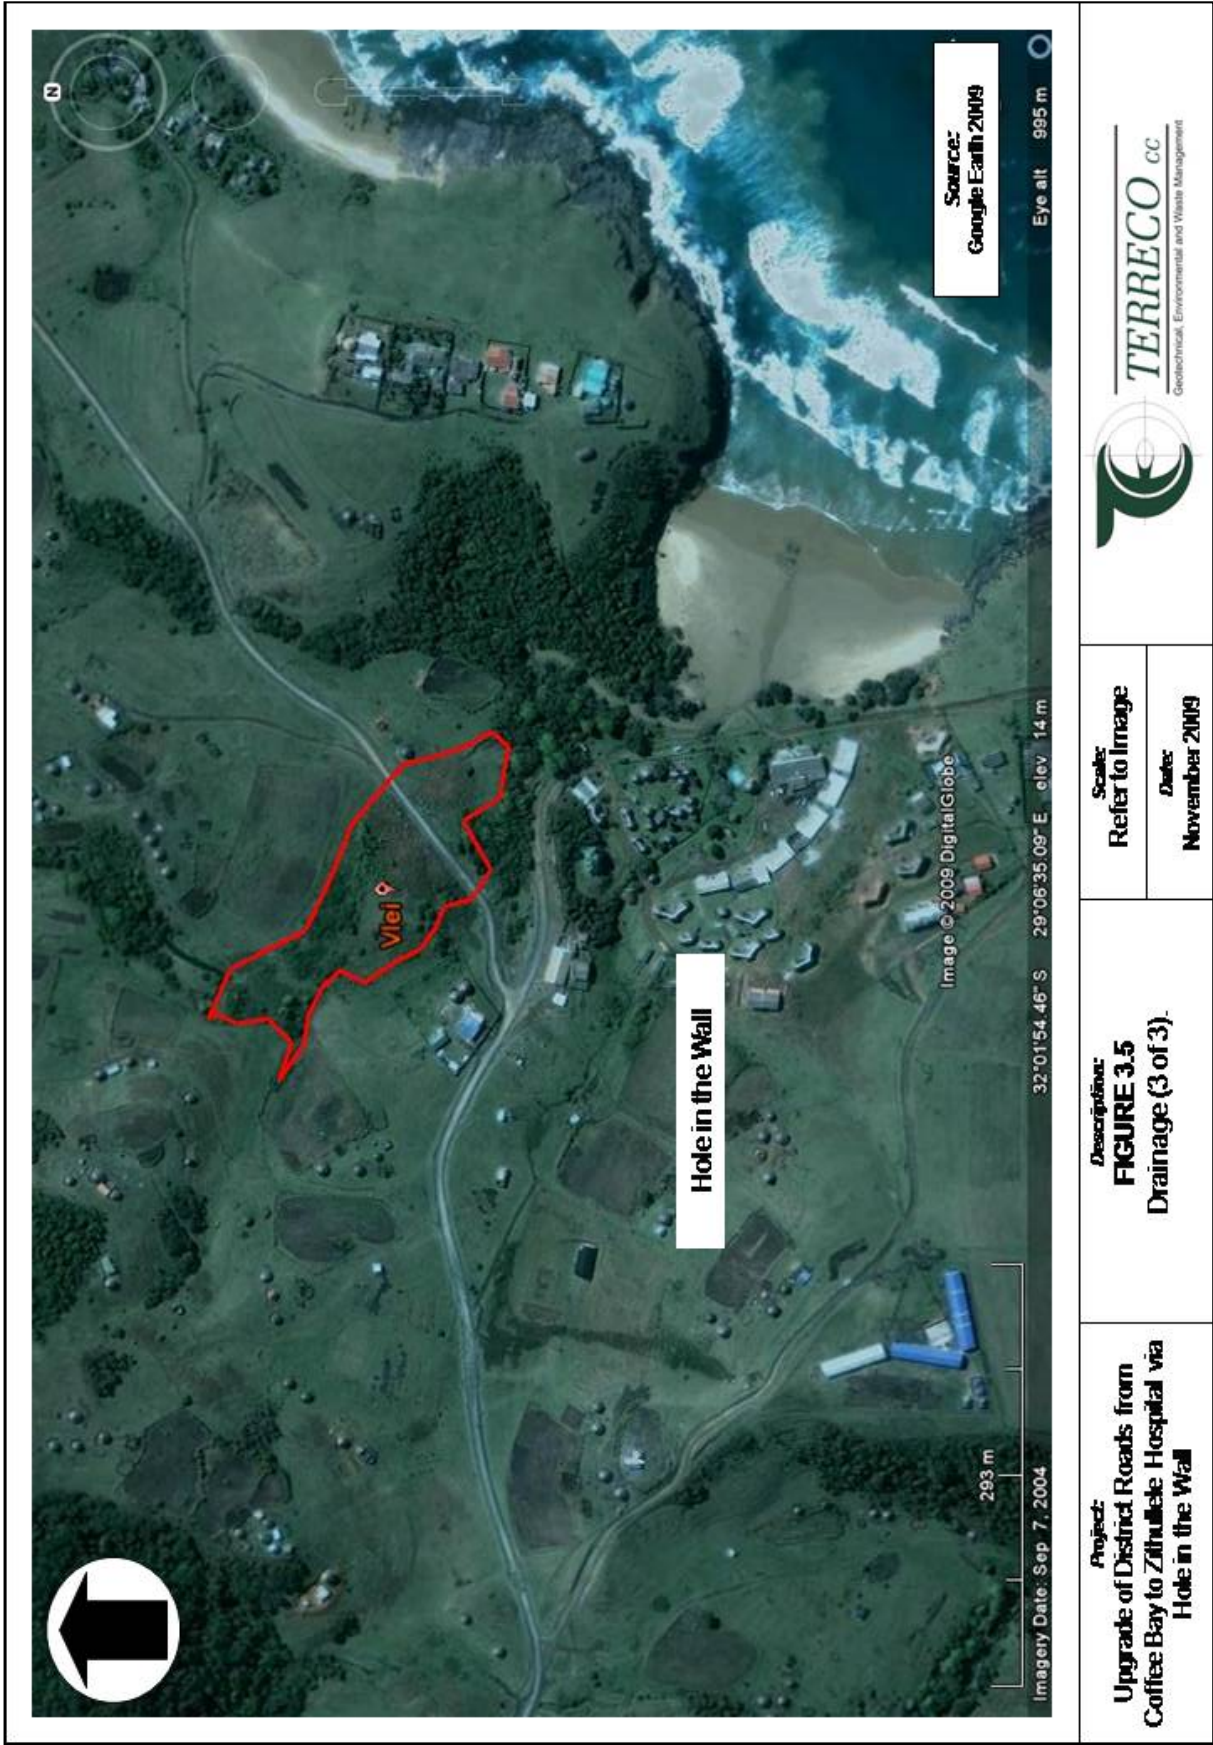 N
Vlei
Hole in the Wall
Source:
Google Earth 2009
Image © 2009 DigitalGlobe
293 m
Imagery Date: Sep 7, 2004
32°01'54.46" S
29°06'35.09" E
elev 14 m
Eye alt 995 m
Project:
Upgrade of District Roads from
Coffee Bay to Zithulele Hospital via
Hole in the Wall
Description:
FIGURE 3.5
Drainage (3 of 3).
Scale:
Refer to Image
Date:
November 2009
TERRECO cc
Geotechnical, Environmental and Waste Management